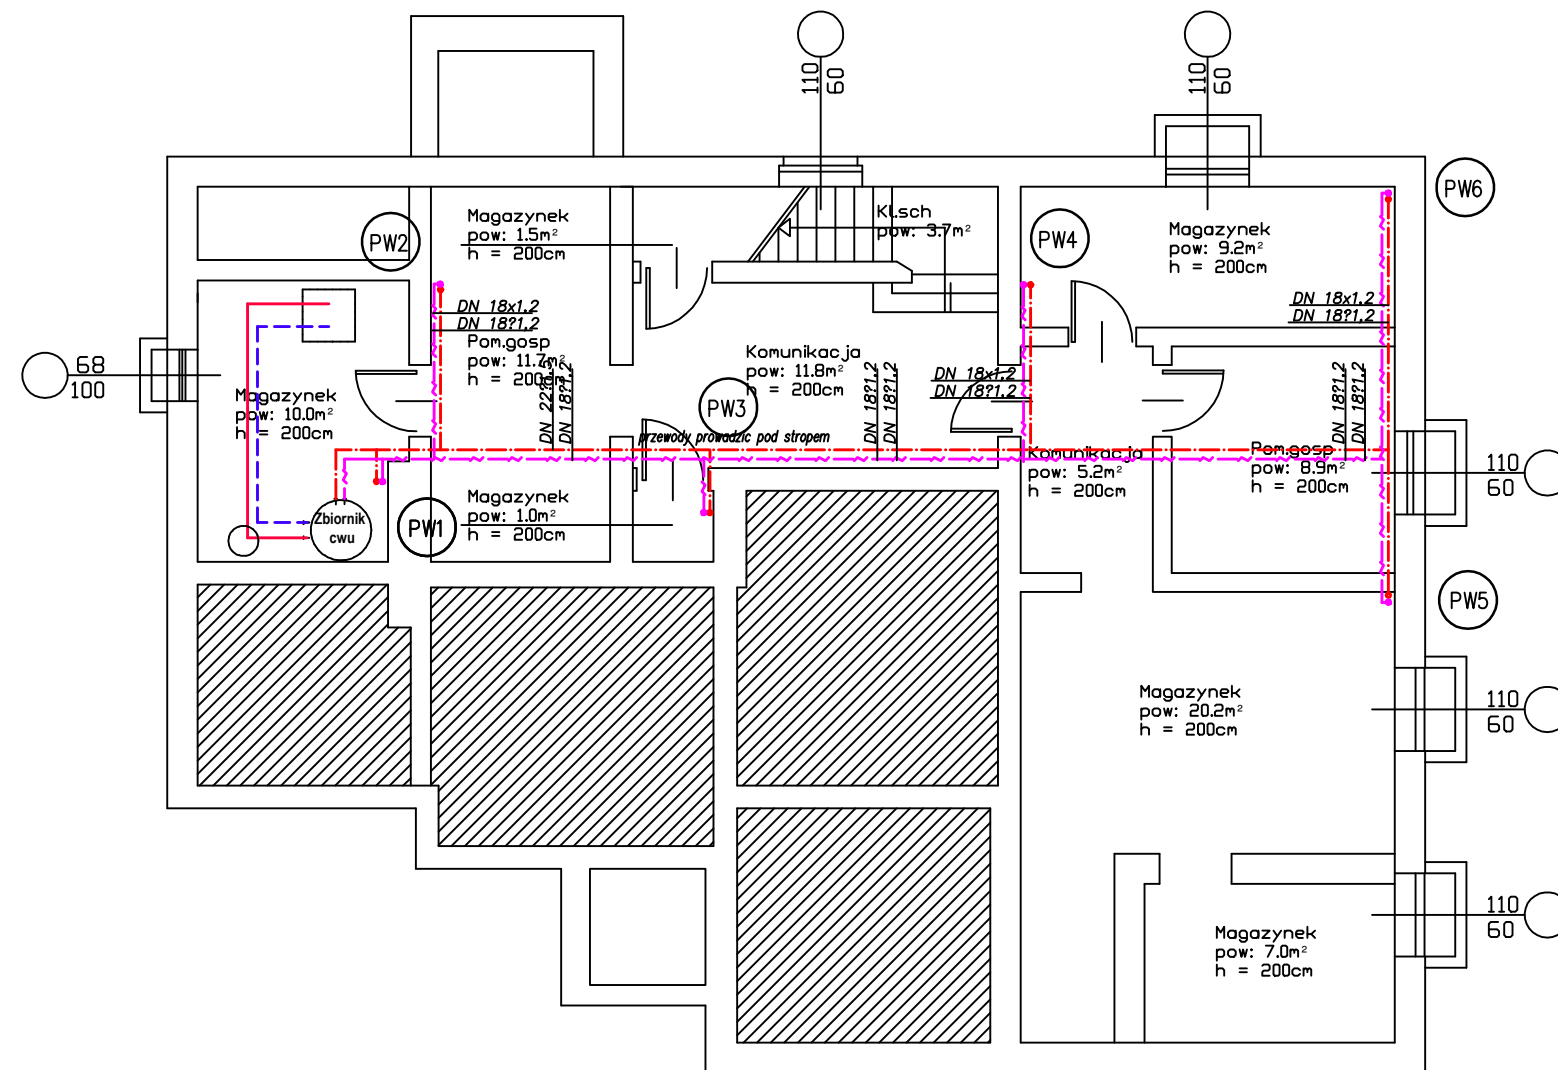 110
60
110
60
PW6
PW2
Magazynek
pow: 1.5m²
h = 200cm
Kl.sch
pow: 3.7m²
PW4
Magazynek
pow: 9.2m²
h = 200cm
DN 18x1.2
DN 18?1,2
Pom.gosp
pow: 11.7m²
h = 200cm
DN 18x1.2
DN 18?1,2
68
100
Magazynek
pow: 10.0m²
h = 200cm
DN 18?1,2
Komunikacja
pow: 11.8m²
h = 200cm
PW3
DN 18?1,2
DN 18?1,2
DN 18x1.2
DN 18?1,2
DN 18?1,2
DN 18?1,2
przewody prowadzic pod stropem
Komunikacja
pow: 5.2m²
h = 200cm
Pom.gosp
pow: 8.9m²
h = 200cm
110
60
Zbiornik
cwu
PW1
Magazynek
pow: 1.0m²
h = 200cm
PW5
Magazynek
pow: 20.2m²
h = 200cm
110
60
Magazynek
pow: 7.0m²
h = 200cm
110
60